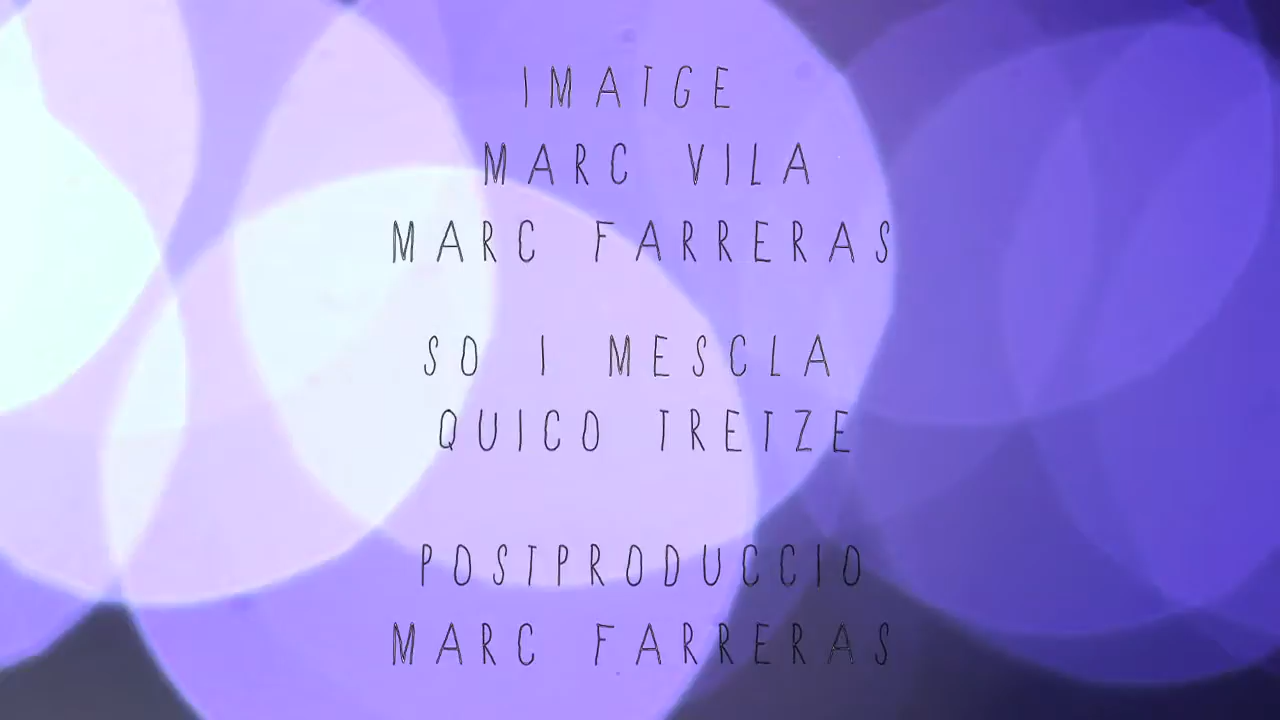 IMATGE
MARC VILA
MARC FARRERAS
SO I MESCLA
QUICO TRETZE
POSTPRODUCCIO
MARC FARRERAS